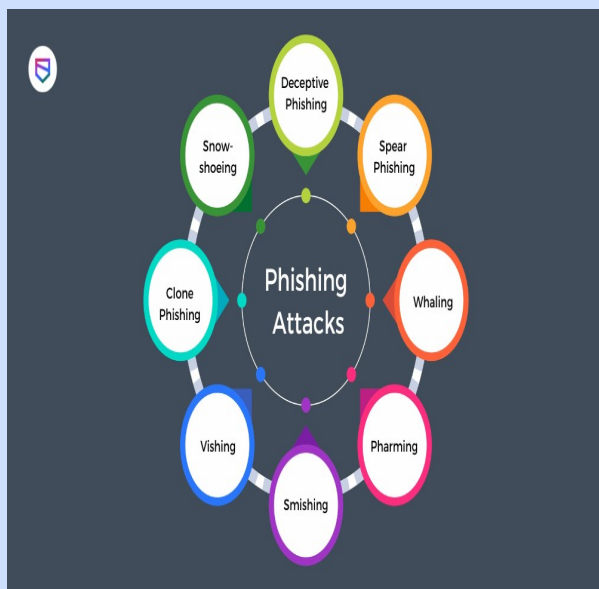 Phishing
Attacks
Deceptive
Phishing
Spear
Phishing
Whaling
Pharming
Smishing
Vishing
Clone
Phishing
Snow-
shoeing